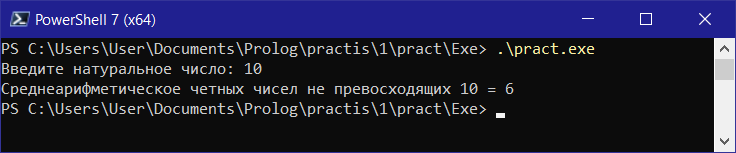 PowerShell 7 (x64)
PS C:\Users\User\Documents\Prolog\practis\1\pract\Exe> .\pract.exe
Введите натуральное число: 10
Среднеарифметическое четных чисел не превосходящих 10 = 6
PS C:\Users\User\Documents\Prolog\practis\1\pract\Exe>